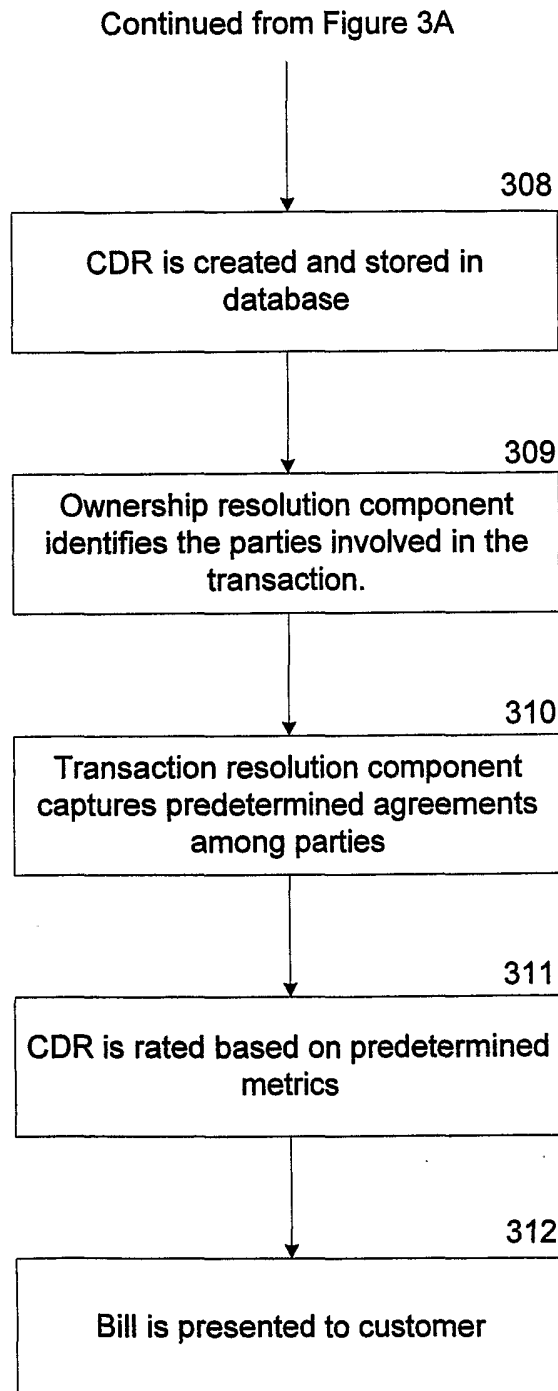 Continued from Figure 3A
308
CDR is created and stored in
database
309
Ownership resolution component
identifies the parties involved in the
transaction.
310
Transaction resolution component
captures predetermined agreements
among parties
311
CDR is rated based on predetermined
metrics
312
Bill is presented to customer